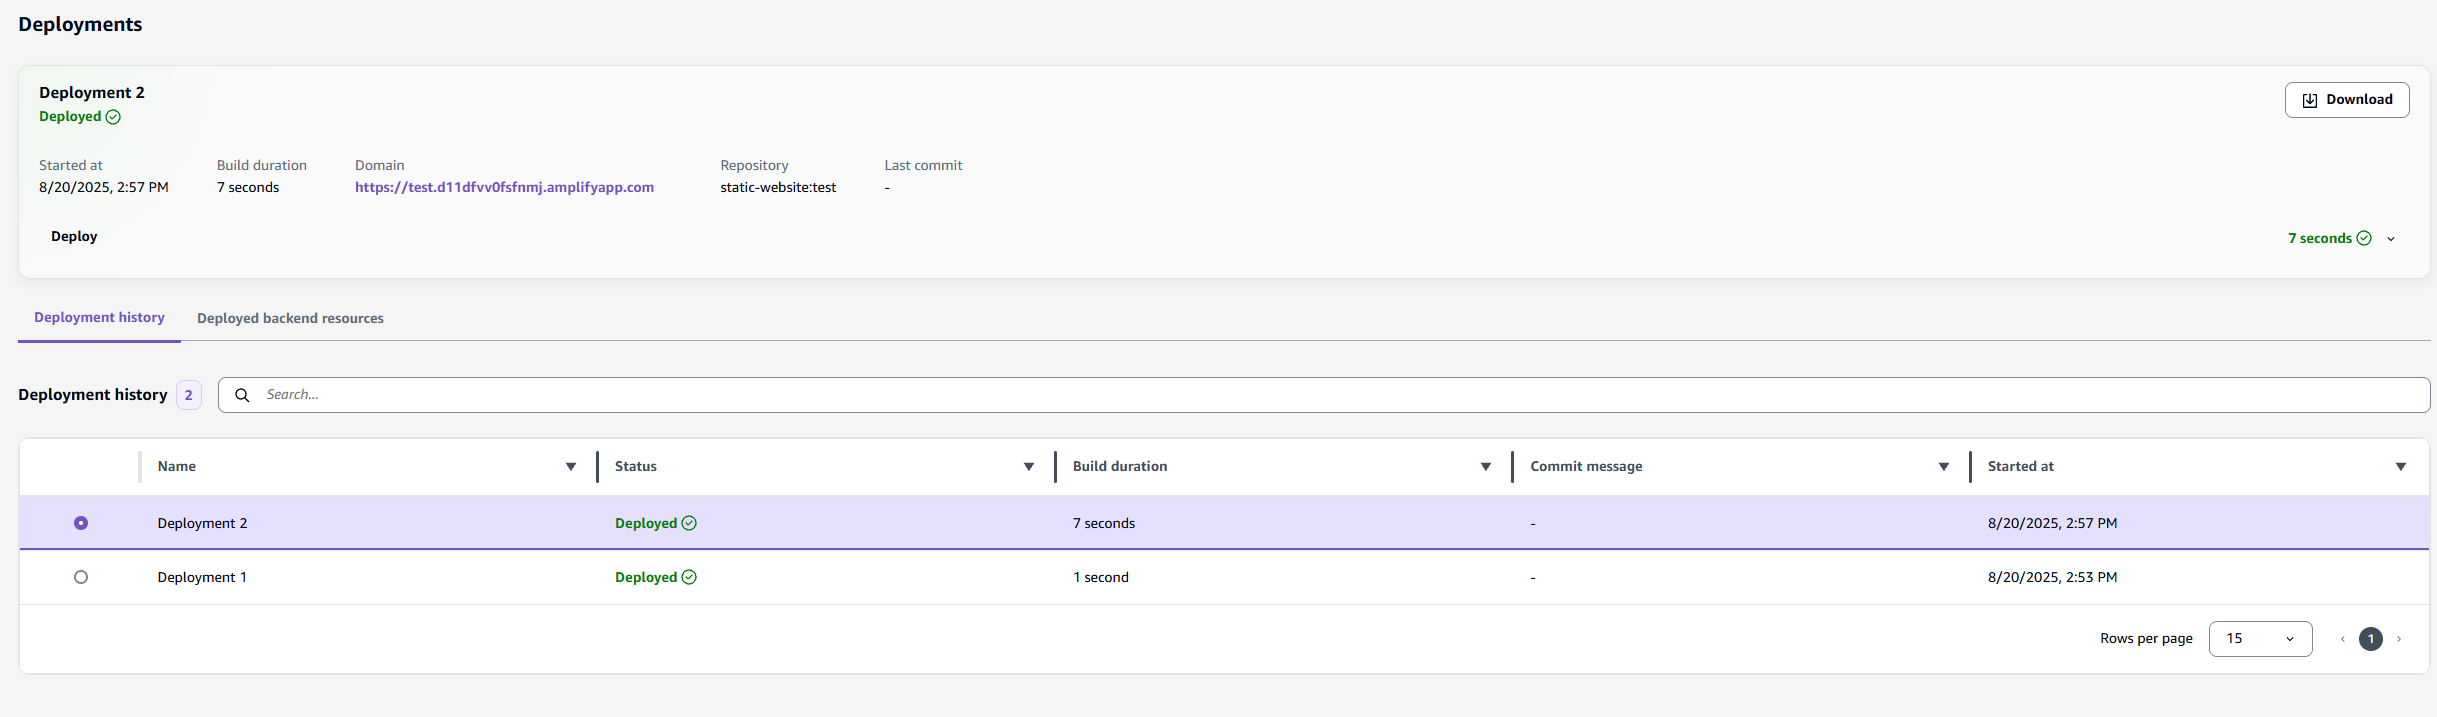 Deployments
Deployment 2
Deployed
Download
Started at Build duration Domain Repository Last commit
8/20/2025, 2:57 PM 7 seconds https://test.d11dfvv0fsfnmj.amplifyapp.com static-website:test -
Deploy 7 seconds
Deployment history Deployed backend resources
Deployment history 2 Search...
Name Status Build duration Commit message Started at
Deployment 2 Deployed 7 seconds - 8/20/2025, 2:57 PM
Deployment 1 Deployed 1 second - 8/20/2025, 2:53 PM
Rows per page 15 1